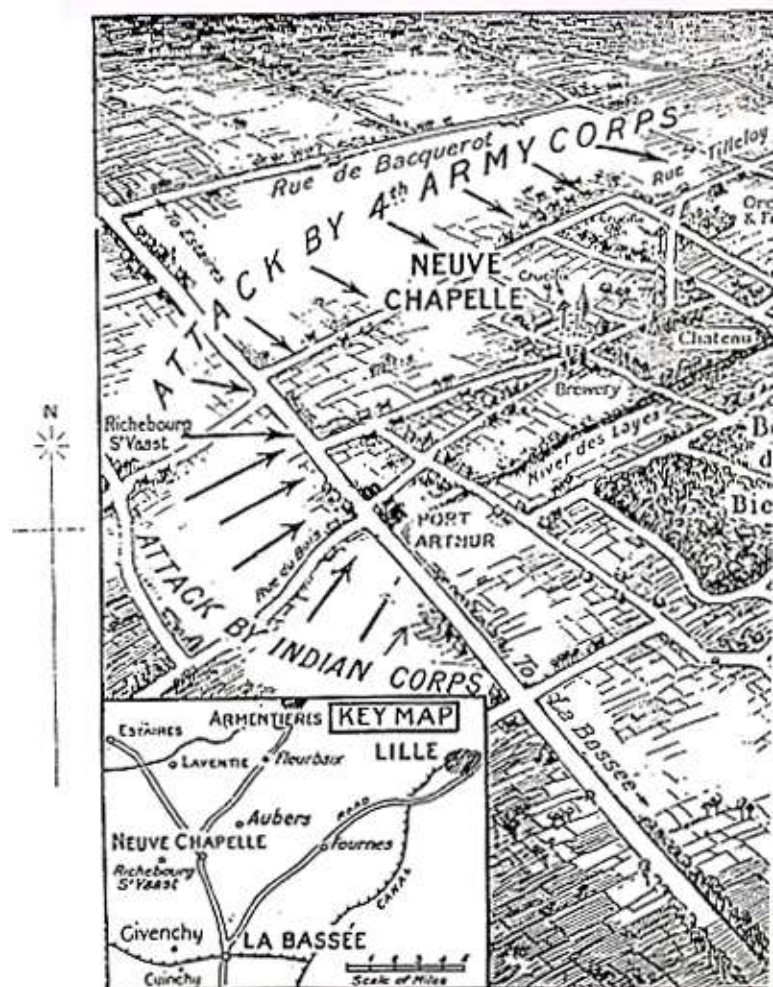 Rue de Bacquerot
ATTACK BY 4th ARMY CORPS
Rue Tilleloy
To Estaires
NEUVE
CHAPELLE
Crucifix
Crucifix
Chateau
Brewery
River des Layes
Richebourg
St Vaast
PORT
ARTHUR
Rue du Bois
ATTACK BY INDIAN CORPS
To La Bassée
Bie
N
KEY MAP
ARMENTIERES
ESTAIRES
LAVENTIE
Fleurbaix
LILLE
Aubers
ROAD
NEUVE CHAPELLE
Fournes
Richebourg
St Vaast
CANAL
Givenchy
LA BASSÉE
Cuinchy
Scale of Miles